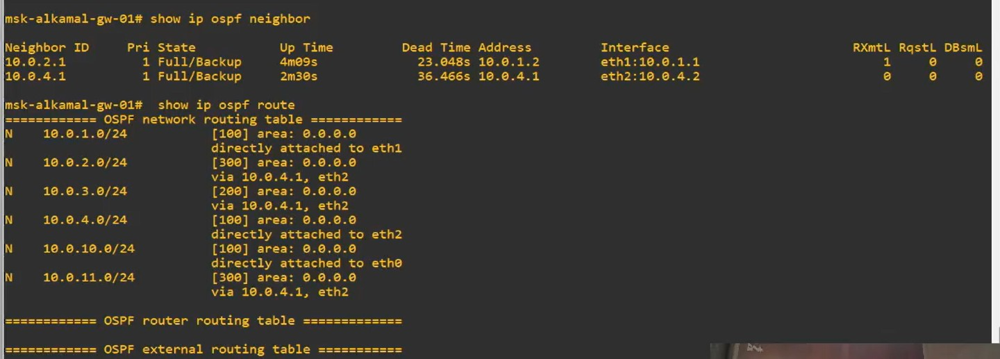 msk-alkamal-gw-01# show ip ospf neighbor
Neighbor ID     Pri State           Up Time         Dead Time Address         Interface                        RXmtL RqstL DBsmL
10.0.2.1          1 Full/Backup     4m09s             23.048s 10.0.1.2        eth1:10.0.1.1                        1     0     0
10.0.4.1          1 Full/Backup     2m30s             36.466s 10.0.4.1        eth2:10.0.4.2                        0     0     0
msk-alkamal-gw-01#  show ip ospf route
============ OSPF network routing table ============
N    10.0.1.0/24           [100] area: 0.0.0.0
                           directly attached to eth1
N    10.0.2.0/24           [300] area: 0.0.0.0
                           via 10.0.4.1, eth2
N    10.0.3.0/24           [200] area: 0.0.0.0
                           via 10.0.4.1, eth2
N    10.0.4.0/24           [100] area: 0.0.0.0
                           directly attached to eth2
N    10.0.10.0/24          [100] area: 0.0.0.0
                           directly attached to eth0
N    10.0.11.0/24          [300] area: 0.0.0.0
                           via 10.0.4.1, eth2
============ OSPF router routing table =============
============ OSPF external routing table ===========